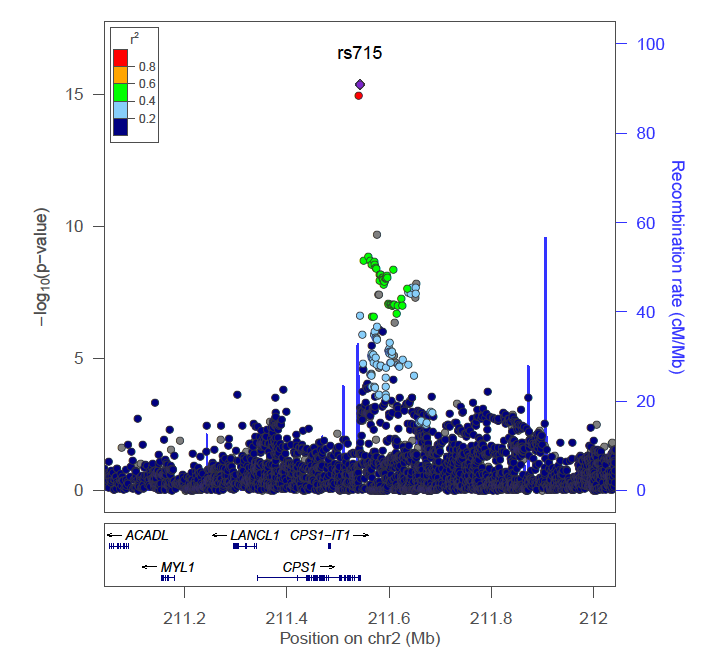 rs715
r²
0.8
0.6
0.4
0.2
15
10
5
0
−log₁₀(p−value)
100
80
60
40
20
0
Recombination rate (cM/Mb)
ACADL
LANCL1
CPS1−IT1
MYL1
CPS1
211.2
211.4
211.6
211.8
212
Position on chr2 (Mb)